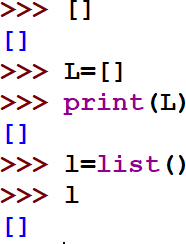 >>> []
[]
>>> L=[]
>>> print(L)
[]
>>> l=list()
>>> l
[]